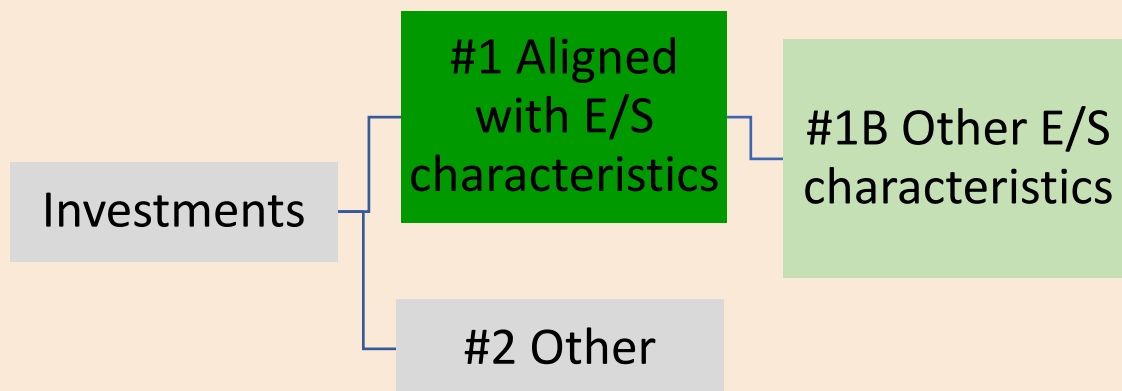 Investments
#1 Aligned
with E/S
characteristics
#2 Other
#1B Other E/S
characteristics